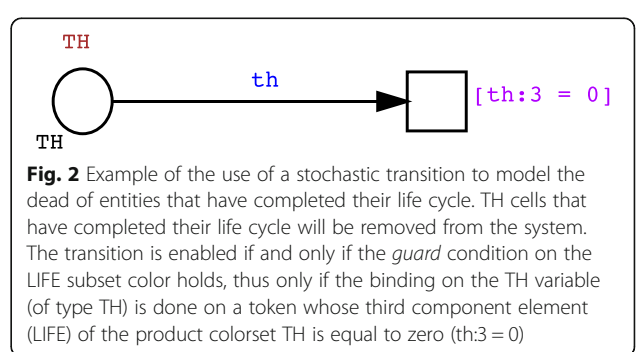 TH
th
[th:3 = 0]
TH
Fig. 2 Example of the use of a stochastic transition to model the
dead of entities that have completed their life cycle. TH cells that
have completed their life cycle will be removed from the system.
The transition is enabled if and only if the guard condition on the
LIFE subset color holds, thus only if the binding on the TH variable
(of type TH) is done on a token whose third component element
(LIFE) of the product colorset TH is equal to zero (th:3 = 0)